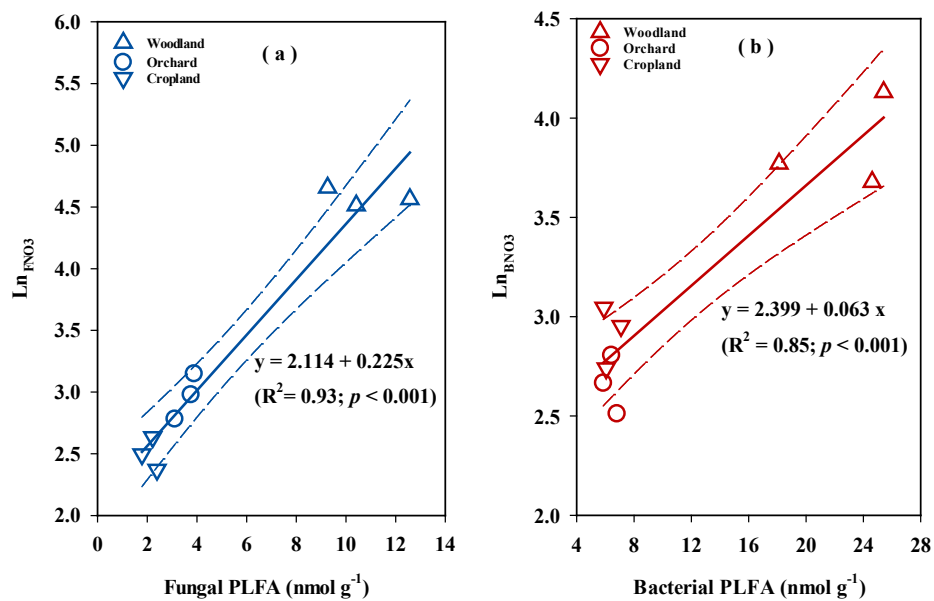 6.0
5.5
5.0
4.5
4.0
3.5
3.0
2.5
2.0
Ln_FNO3
Woodland
Orchard
Cropland
( a )
y = 2.114 + 0.225x
(R² = 0.93; p < 0.001)
0 2 4 6 8 10 12 14
Fungal PLFA (nmol g⁻¹)
4.5
4.0
3.5
3.0
2.5
2.0
Ln_BNO3
Woodland
Orchard
Cropland
( b )
y = 2.399 + 0.063 x
(R² = 0.85; p < 0.001)
4 8 12 16 20 24 28
Bacterial PLFA (nmol g⁻¹)